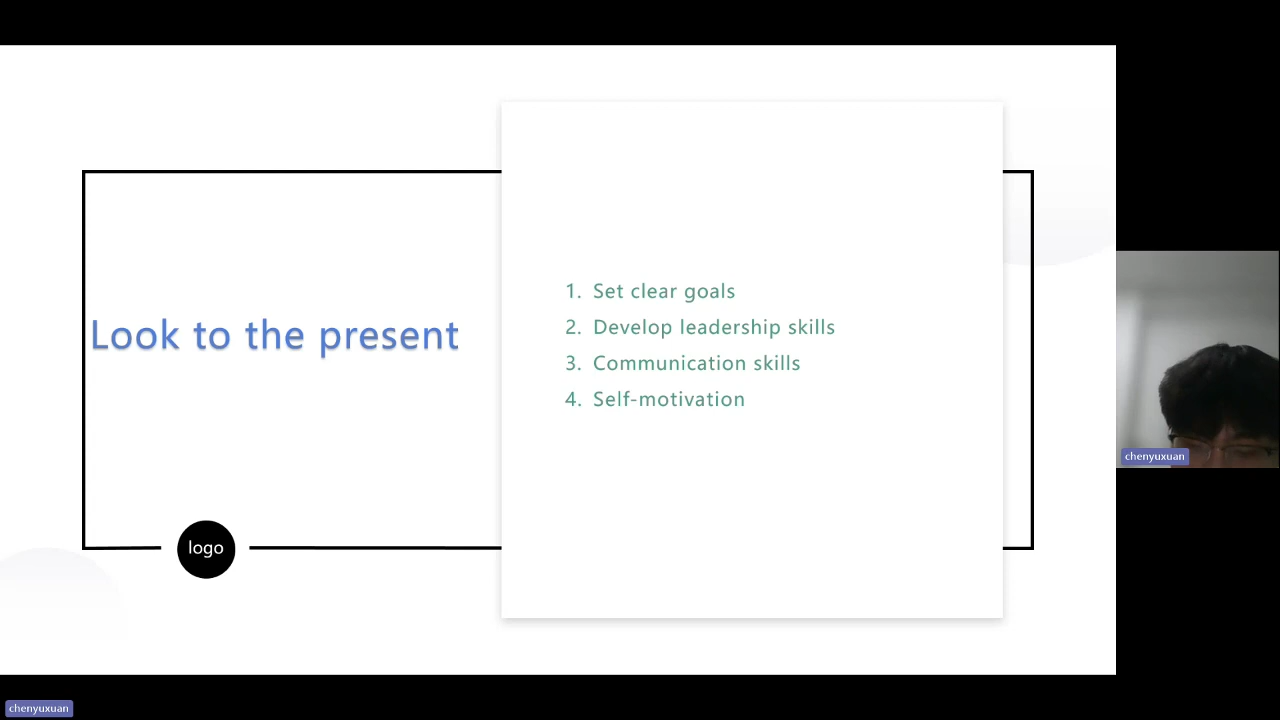 Look to the present
1. Set clear goals
2. Develop leadership skills
3. Communication skills
4. Self-motivation
logo
chenyuxuan
chenyuxuan